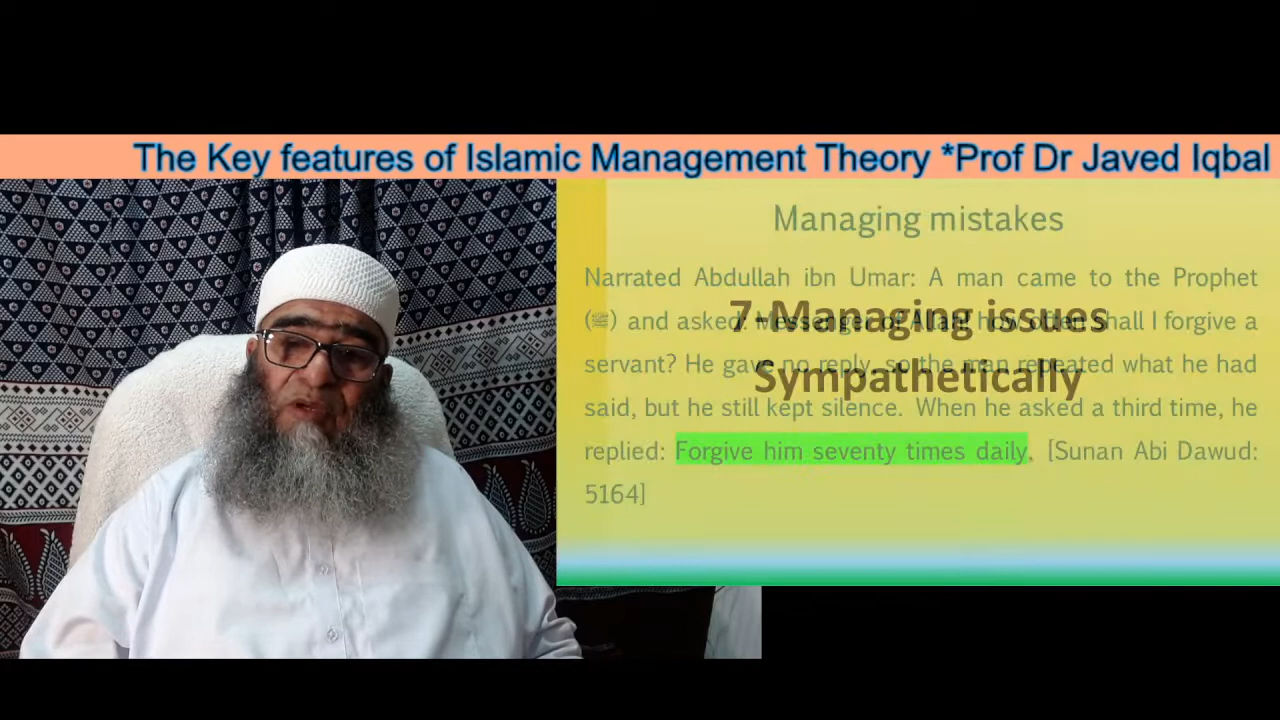 The Key features of Islamic Management Theory *Prof Dr Javed Iqbal
Managing mistakes
Narrated Abdullah ibn Umar: A man came to the Prophet
(ﷺ) and asked: Messenger of Allah! how often shall I forgive a
servant? He gave no reply, so the man repeated what he had
said, but he still kept silence. When he asked a third time, he
replied: Forgive him seventy times daily. [Sunan Abi Dawud:
5164]
7-Managing issues
Sympathetically